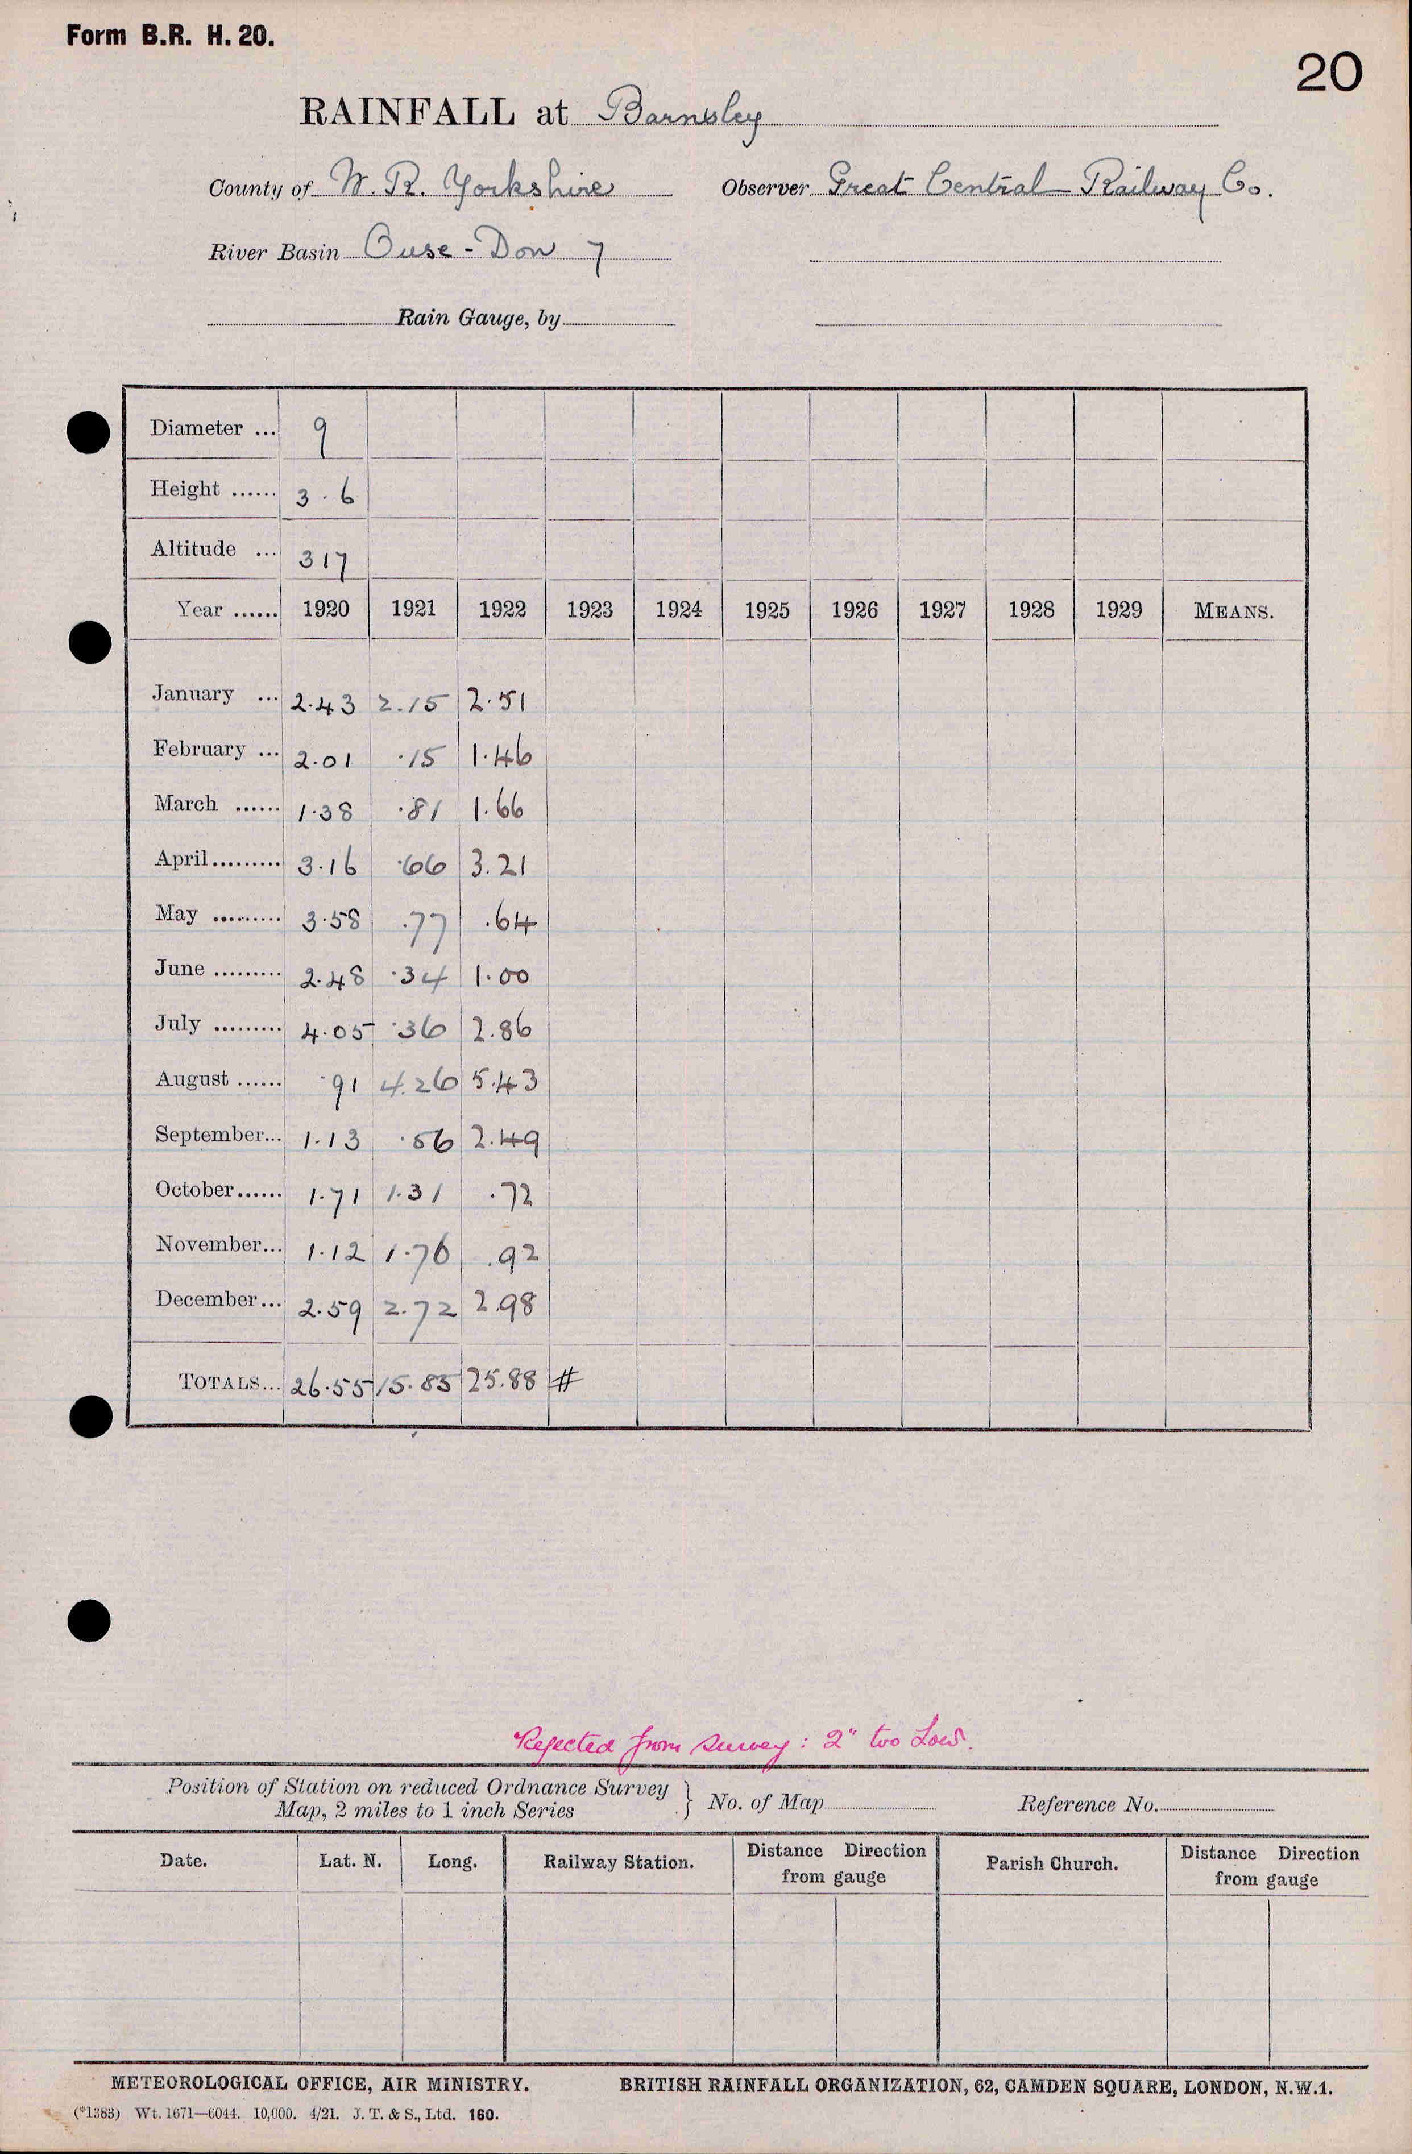 Form B.R. H. 20.
20
RAINFALL at Barnsley
County of W. R. Yorkshire Observer Great Central Railway Co.
River Basin Ouse - Don 7
Rain Gauge, by
Diameter ... 9
Height ...... 3 . 6
Altitude ... 317
Year ...... 1920 1921 1922 1923 1924 1925 1926 1927 1928 1929 MEANS.
January ... 2.43 2.15 2.51
February ... 2.01 .15 1.46
March ...... 1.38 .81 1.66
April ......... 3.16 .66 3.21
May ......... 3.58 .77 .64
June ......... 2.48 .34 1.00
July ......... 4.05 .36 2.86
August ...... .91 4.26 5.43
September... 1.13 .56 2.49
October...... 1.71 1.31 .72
November... 1.12 1.76 .92
December... 2.59 2.72 2.98
TOTALS... 26.55 15.85 25.88 #
Rejected from survey: 2" too Low.
Position of Station on reduced Ordnance Survey
Map, 2 miles to 1 inch Series } No. of Map Reference No.
Date. Lat. N. Long. Railway Station. Distance Direction from gauge Parish Church. Distance Direction from gauge
METEOROLOGICAL OFFICE, AIR MINISTRY. BRITISH RAINFALL ORGANIZATION, 62, CAMDEN SQUARE, LONDON, N.W.1.
(*1383) Wt. 1671—6044. 10,000. 4/21. J. T. & S., Ltd. 160.